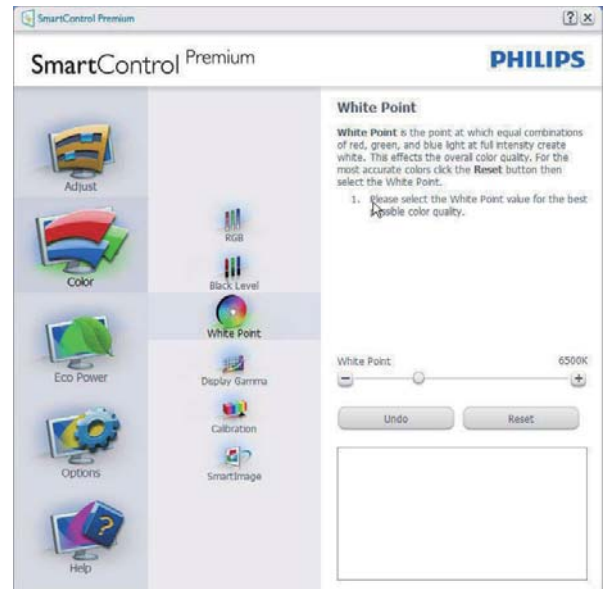 SmartControl Premium
? x
SmartControl Premium
PHILIPS
Adjust
Color
Eco Power
Options
Help
RGB
Black Level
White Point
Display Gamma
Calibration
SmartImage
White Point
White Point is the point at which equal combinations
of red, green, and blue light at full intensity create
white. This effects the overall color quality. For the
most accurate colors click the Reset button then
select the White Point.
1. Please select the White Point value for the best
possible color quality.
White Point 6500K
Undo Reset